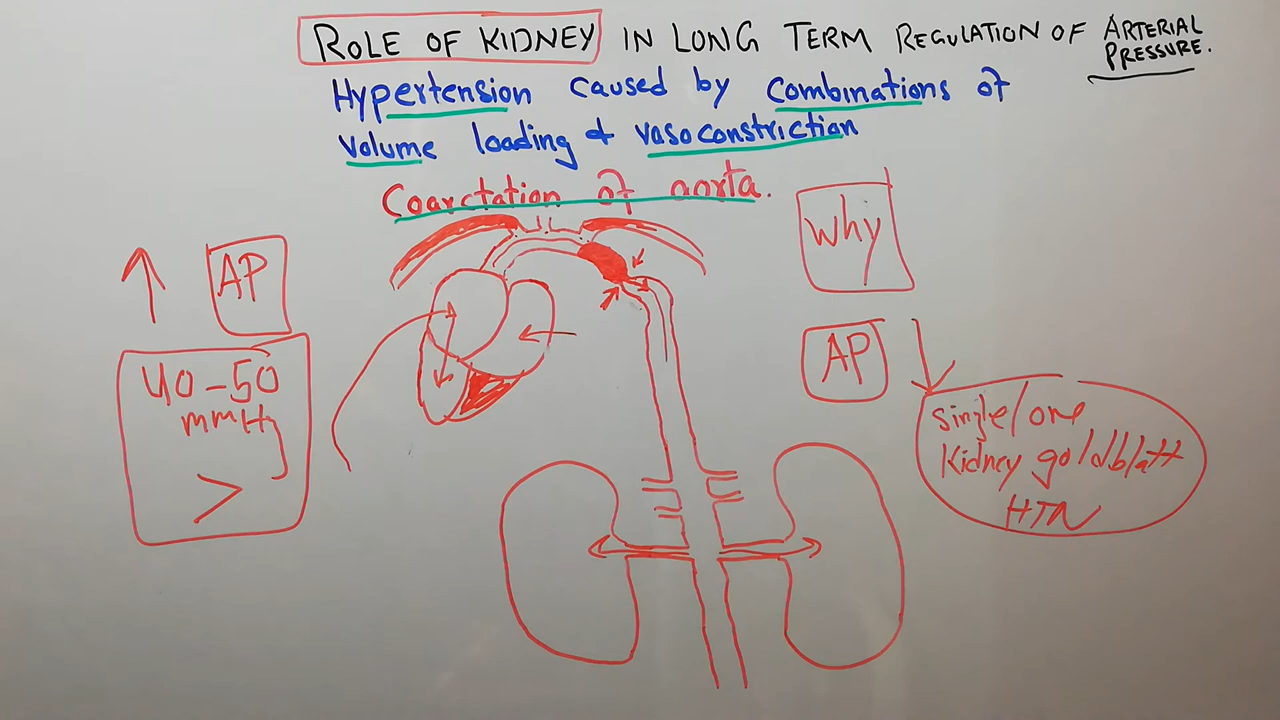 ROLE OF KIDNEY IN LONG TERM REGULATION OF ARTERIAL PRESSURE.
Hypertension caused by combinations of
volume loading & vasoconstriction
Coarctation of aorta.
why
AP
40-50
mmHg
>
AP
single/one
Kidney goldblatt
HTN